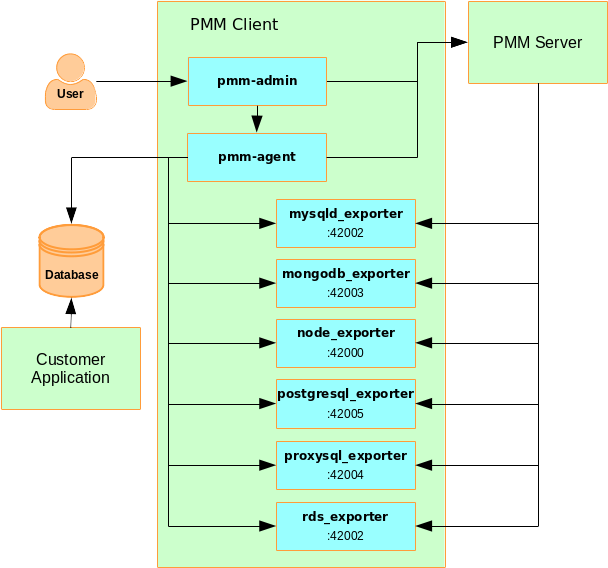 PMM Client
PMM Server
User
pmm-admin
pmm-agent
mysqld_exporter
:42002
Database
mongodb_exporter
:42003
node_exporter
:42000
Customer
Application
postgresql_exporter
:42005
proxysql_exporter
:42004
rds_exporter
:42002